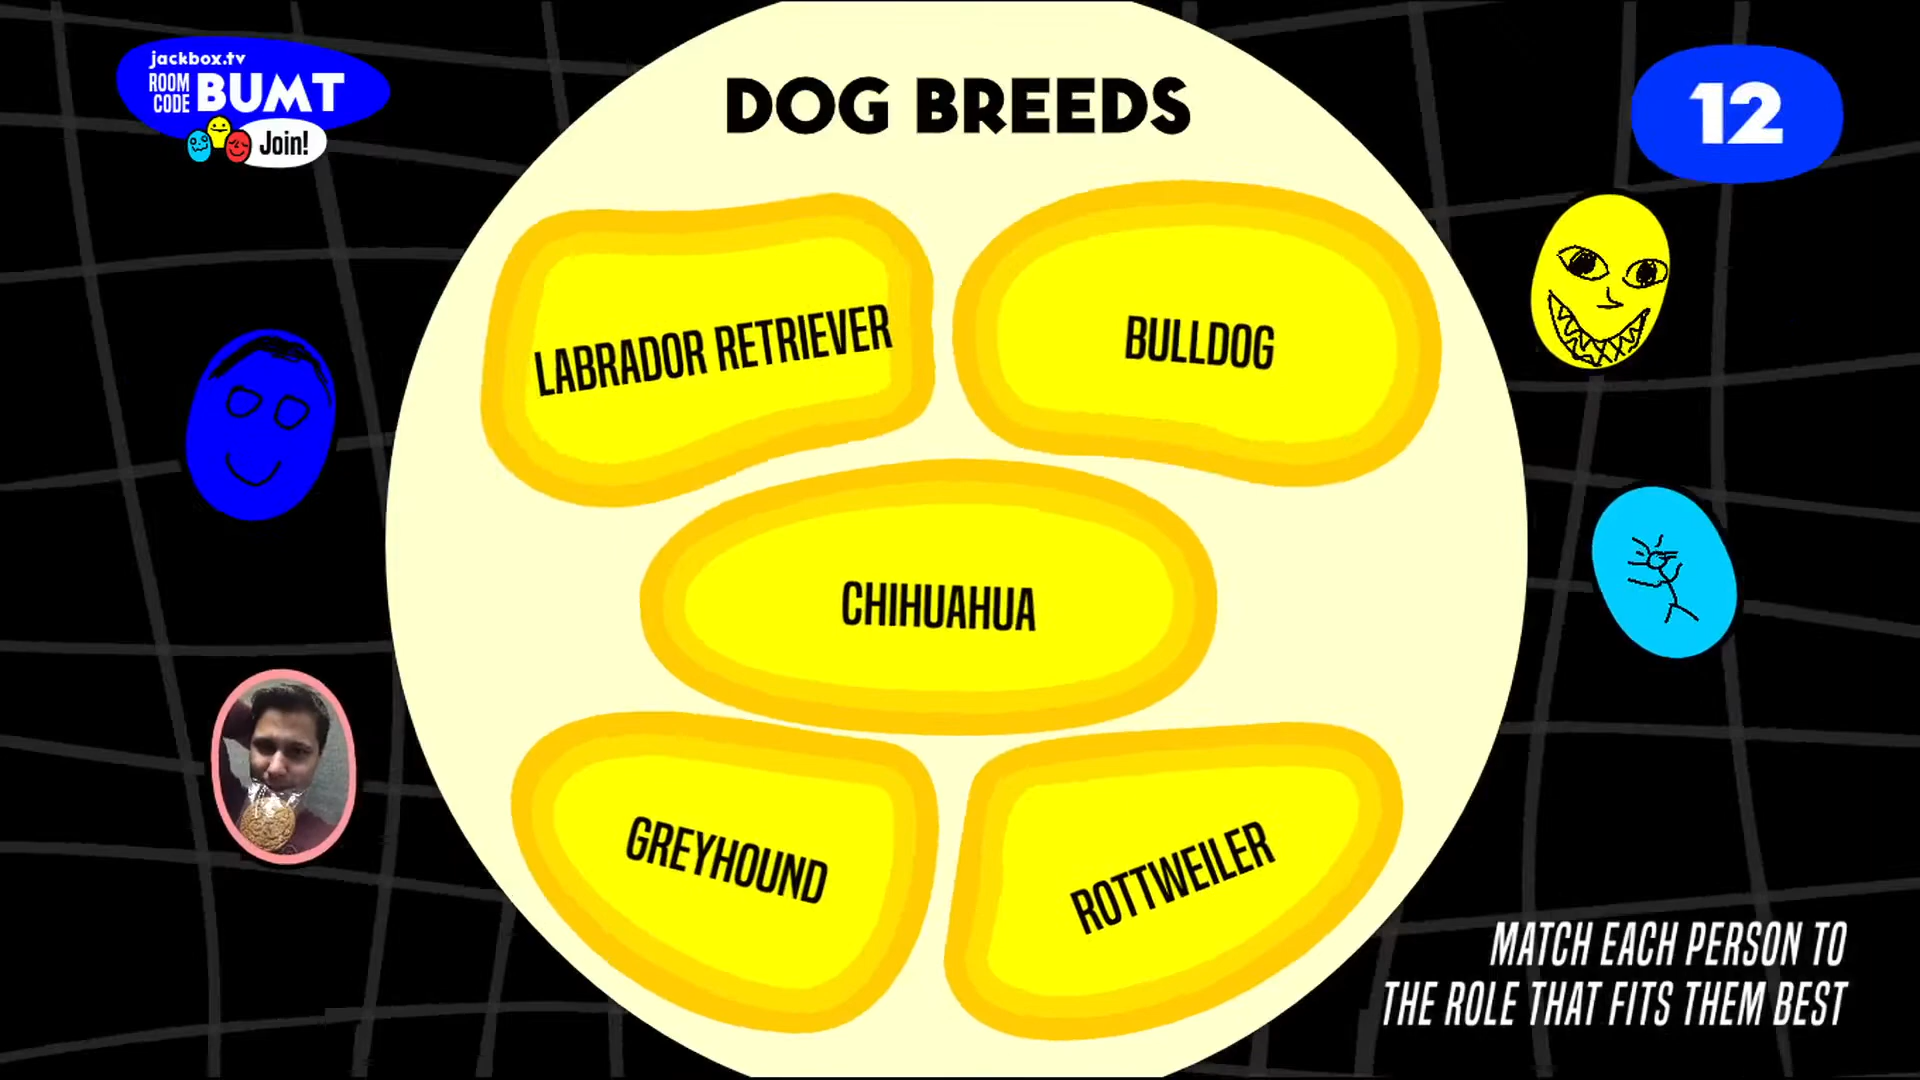 jackbox.tv
ROOM
CODE
BUMT
Join!
DOG BREEDS
12
LABRADOR RETRIEVER
BULLDOG
CHIHUAHUA
GREYHOUND
ROTTWEILER
MATCH EACH PERSON TO
THE ROLE THAT FITS THEM BEST